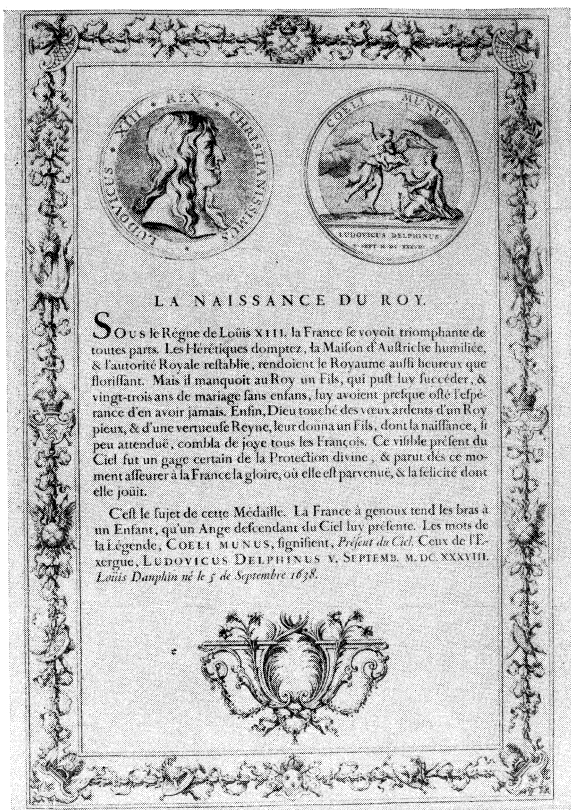 LUDOVICUS XIII · REX · CHRISTIANISSIMUS
COELI MUNUS
LUDOVICUS DELPHINUS
LA NAISSANCE DU ROY.
SOUS le Régne de Loüis XIII. la France se voyoit triomphante de
toutes parts. Les Hérétiques domptez, la Maison d'Austriche humiliée,
& l'autorité Royale restablie, rendoient le Royaume aussi heureux que
florissant. Mais il manquoit au Roy un Fils, qui pust luy succéder, &
vingt-trois ans de mariage sans enfans, luy avoient presque osté l'espé-
rance d'en avoir jamais. Enfin, Dieu touché des vœux ardents d'un Roy
pieux, & d'une vertueuse Reyne, leur donna un Fils, dont la naissance, si
peu attenduë, combla de joye tous les François. Ce visible présent du
Ciel fut un gage certain de la Protection divine, & parut dés ce mo-
ment asseurer à la France la gloire, où elle est parvenuë, & la felicité dont
elle joüit.
C'est le sujet de cette Médaille. La France à genoux tend les bras à
un Enfant, qu'un Ange descendant du Ciel luy présente. Les mots de
la Légende, COELI MUNUS, signifient, Présent du Ciel. Ceux de l'E-
xergue, LUDOVICUS DELPHINUS V. SEPTEMB. M. DC. XXXVIII.
Loüis Dauphin né le 5 de Septembre 1638.